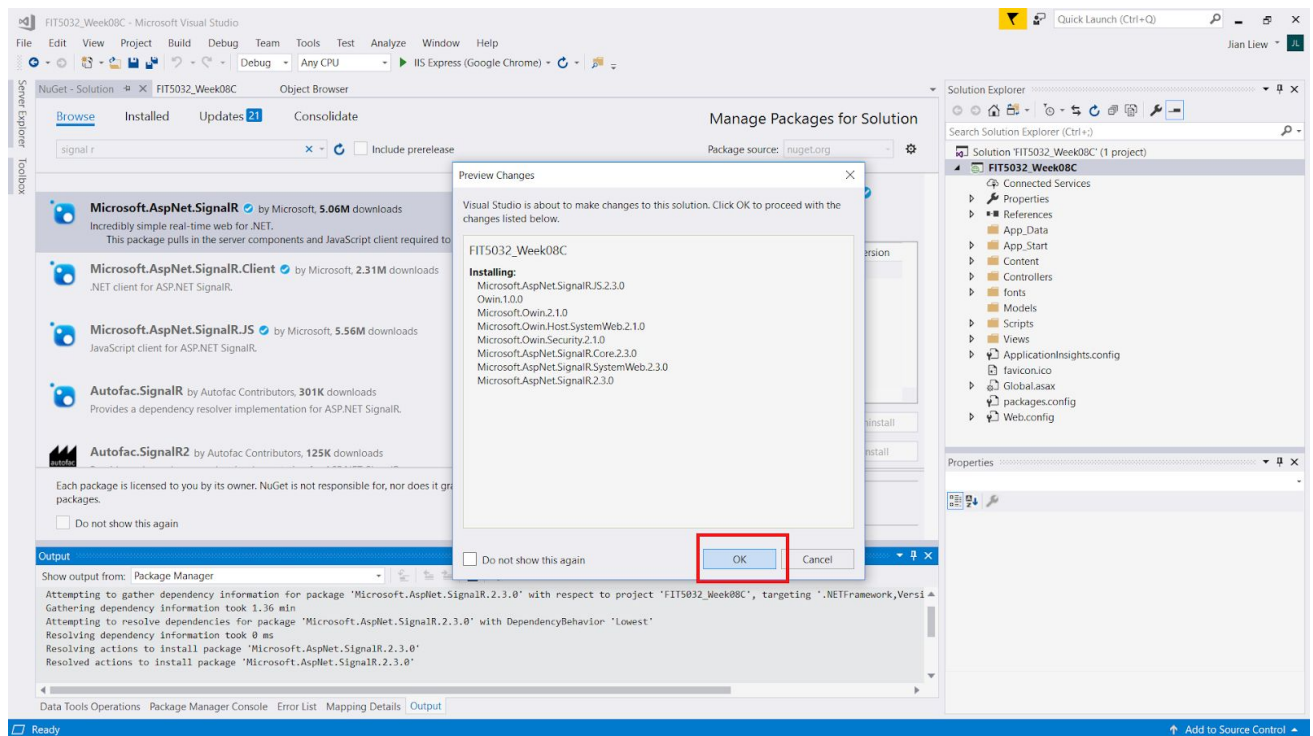 FIT5032_Week08C - Microsoft Visual Studio
Quick Launch (Ctrl+Q)
File Edit View Project Build Debug Team Tools Test Analyze Window Help
Jian Liew JL
Debug Any CPU IIS Express (Google Chrome)
Server Explorer
Toolbox
NuGet - Solution FIT5032_Week08C Object Browser
Browse Installed Updates 21 Consolidate
Manage Packages for Solution
signal r
Include prerelease
Package source: nuget.org
Microsoft.AspNet.SignalR by Microsoft, 5.06M downloads
Incredibly simple real-time web for .NET.
This package pulls in the server components and JavaScript client required to
Microsoft.AspNet.SignalR.Client by Microsoft, 2.31M downloads
.NET client for ASP.NET SignalR.
Microsoft.AspNet.SignalR.JS by Microsoft, 5.56M downloads
JavaScript client for ASP.NET SignalR.
Autofac.SignalR by Autofac Contributors, 301K downloads
Provides a dependency resolver implementation for ASP.NET SignalR.
Autofac.SignalR2 by Autofac Contributors, 125K downloads
autofac
Each package is licensed to you by its owner. NuGet is not responsible for, nor does it gra
packages.
Do not show this again
Preview Changes
Visual Studio is about to make changes to this solution. Click OK to proceed with the
changes listed below.
FIT5032_Week08C
Installing:
Microsoft.AspNet.SignalR.JS.2.3.0
Owin.1.0.0
Microsoft.Owin.2.1.0
Microsoft.Owin.Host.SystemWeb.2.1.0
Microsoft.Owin.Security.2.1.0
Microsoft.AspNet.SignalR.Core.2.3.0
Microsoft.AspNet.SignalR.SystemWeb.2.3.0
Microsoft.AspNet.SignalR.2.3.0
Do not show this again
OK Cancel
ersion
ninstall
nstall
Output
Show output from: Package Manager
Attempting to gather dependency information for package 'Microsoft.AspNet.SignalR.2.3.0' with respect to project 'FIT5032_Week08C', targeting '.NETFramework,Versi
Gathering dependency information took 1.36 min
Attempting to resolve dependencies for package 'Microsoft.AspNet.SignalR.2.3.0' with DependencyBehavior 'Lowest'
Resolving dependency information took 0 ms
Resolving actions to install package 'Microsoft.AspNet.SignalR.2.3.0'
Resolved actions to install package 'Microsoft.AspNet.SignalR.2.3.0'
Data Tools Operations Package Manager Console Error List Mapping Details Output
Solution Explorer
Search Solution Explorer (Ctrl+;)
Solution 'FIT5032_Week08C' (1 project)
FIT5032_Week08C
Connected Services
Properties
References
App_Data
App_Start
Content
Controllers
fonts
Models
Scripts
Views
ApplicationInsights.config
favicon.ico
Global.asax
packages.config
Web.config
Properties
Ready
Add to Source Control